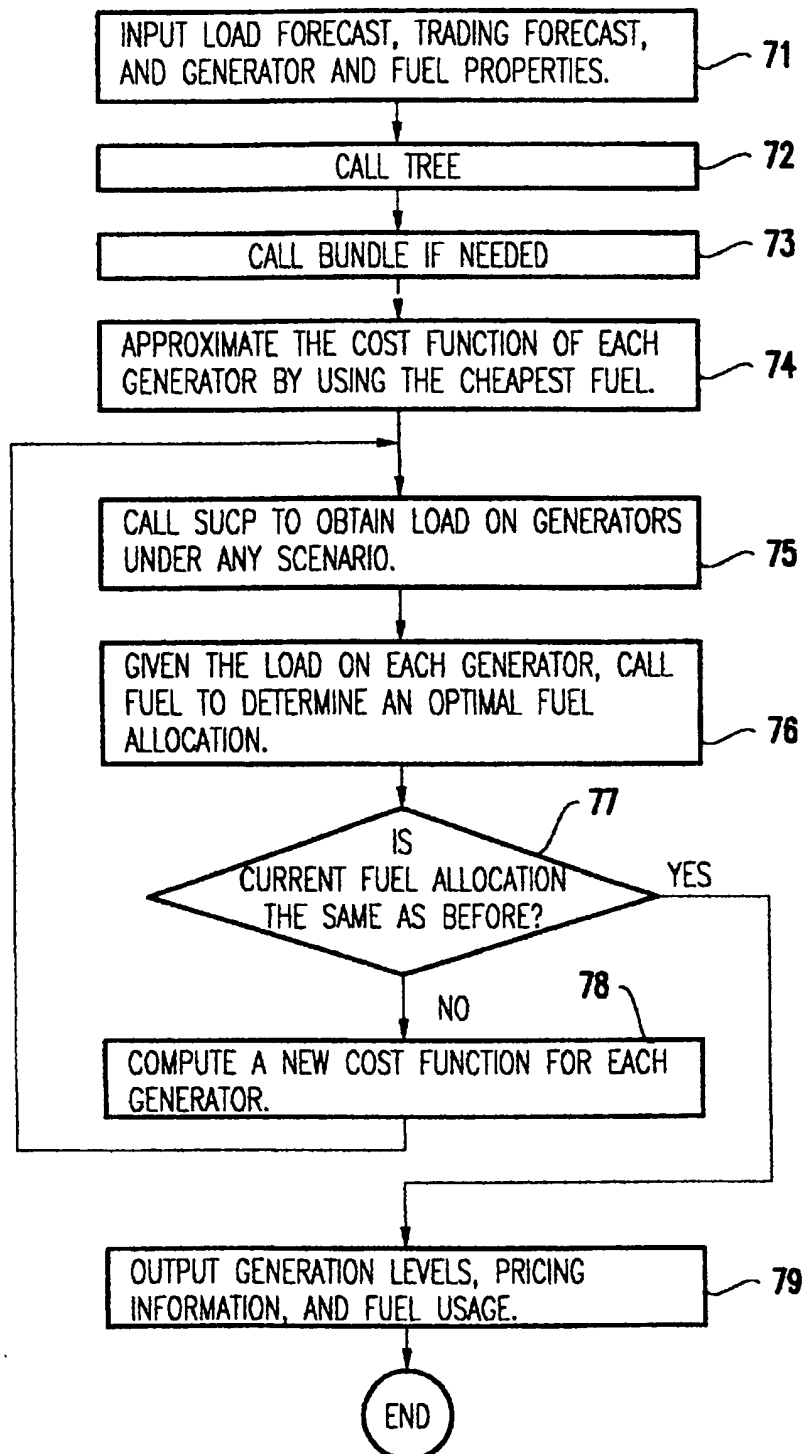 INPUT LOAD FORECAST, TRADING FORECAST,
AND GENERATOR AND FUEL PROPERTIES.
71
CALL TREE
72
CALL BUNDLE IF NEEDED
73
APPROXIMATE THE COST FUNCTION OF EACH
GENERATOR BY USING THE CHEAPEST FUEL.
74
CALL SUCP TO OBTAIN LOAD ON GENERATORS
UNDER ANY SCENARIO.
75
GIVEN THE LOAD ON EACH GENERATOR, CALL
FUEL TO DETERMINE AN OPTIMAL FUEL
ALLOCATION.
76
77
IS
CURRENT FUEL ALLOCATION
THE SAME AS BEFORE?
YES
NO
78
COMPUTE A NEW COST FUNCTION FOR EACH
GENERATOR.
OUTPUT GENERATION LEVELS, PRICING
INFORMATION, AND FUEL USAGE.
79
END